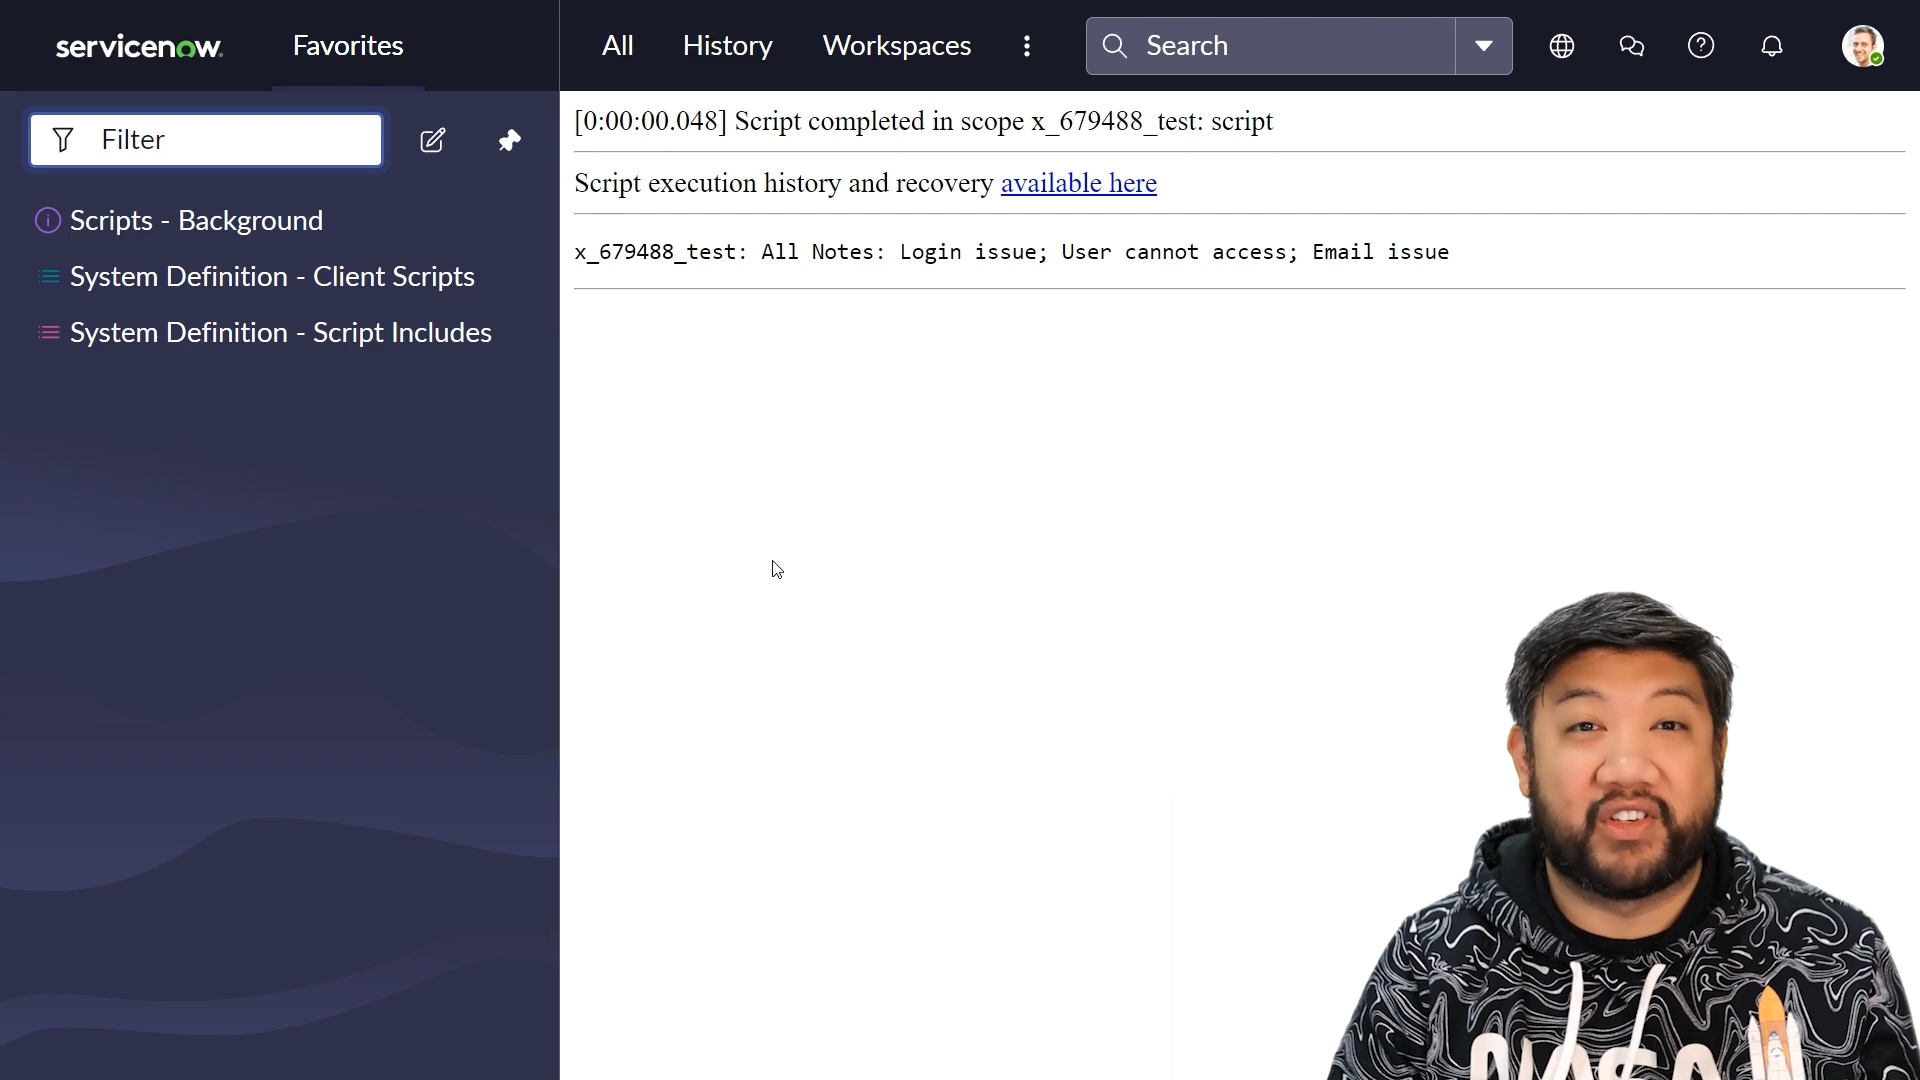 servicenow
Favorites
All
History
Workspaces
Search
Filter
Scripts - Background
System Definition - Client Scripts
System Definition - Script Includes
[0:00:00.048] Script completed in scope x_679488_test: script
Script execution history and recovery available here
x_679488_test: All Notes: Login issue; User cannot access; Email issue
NASA